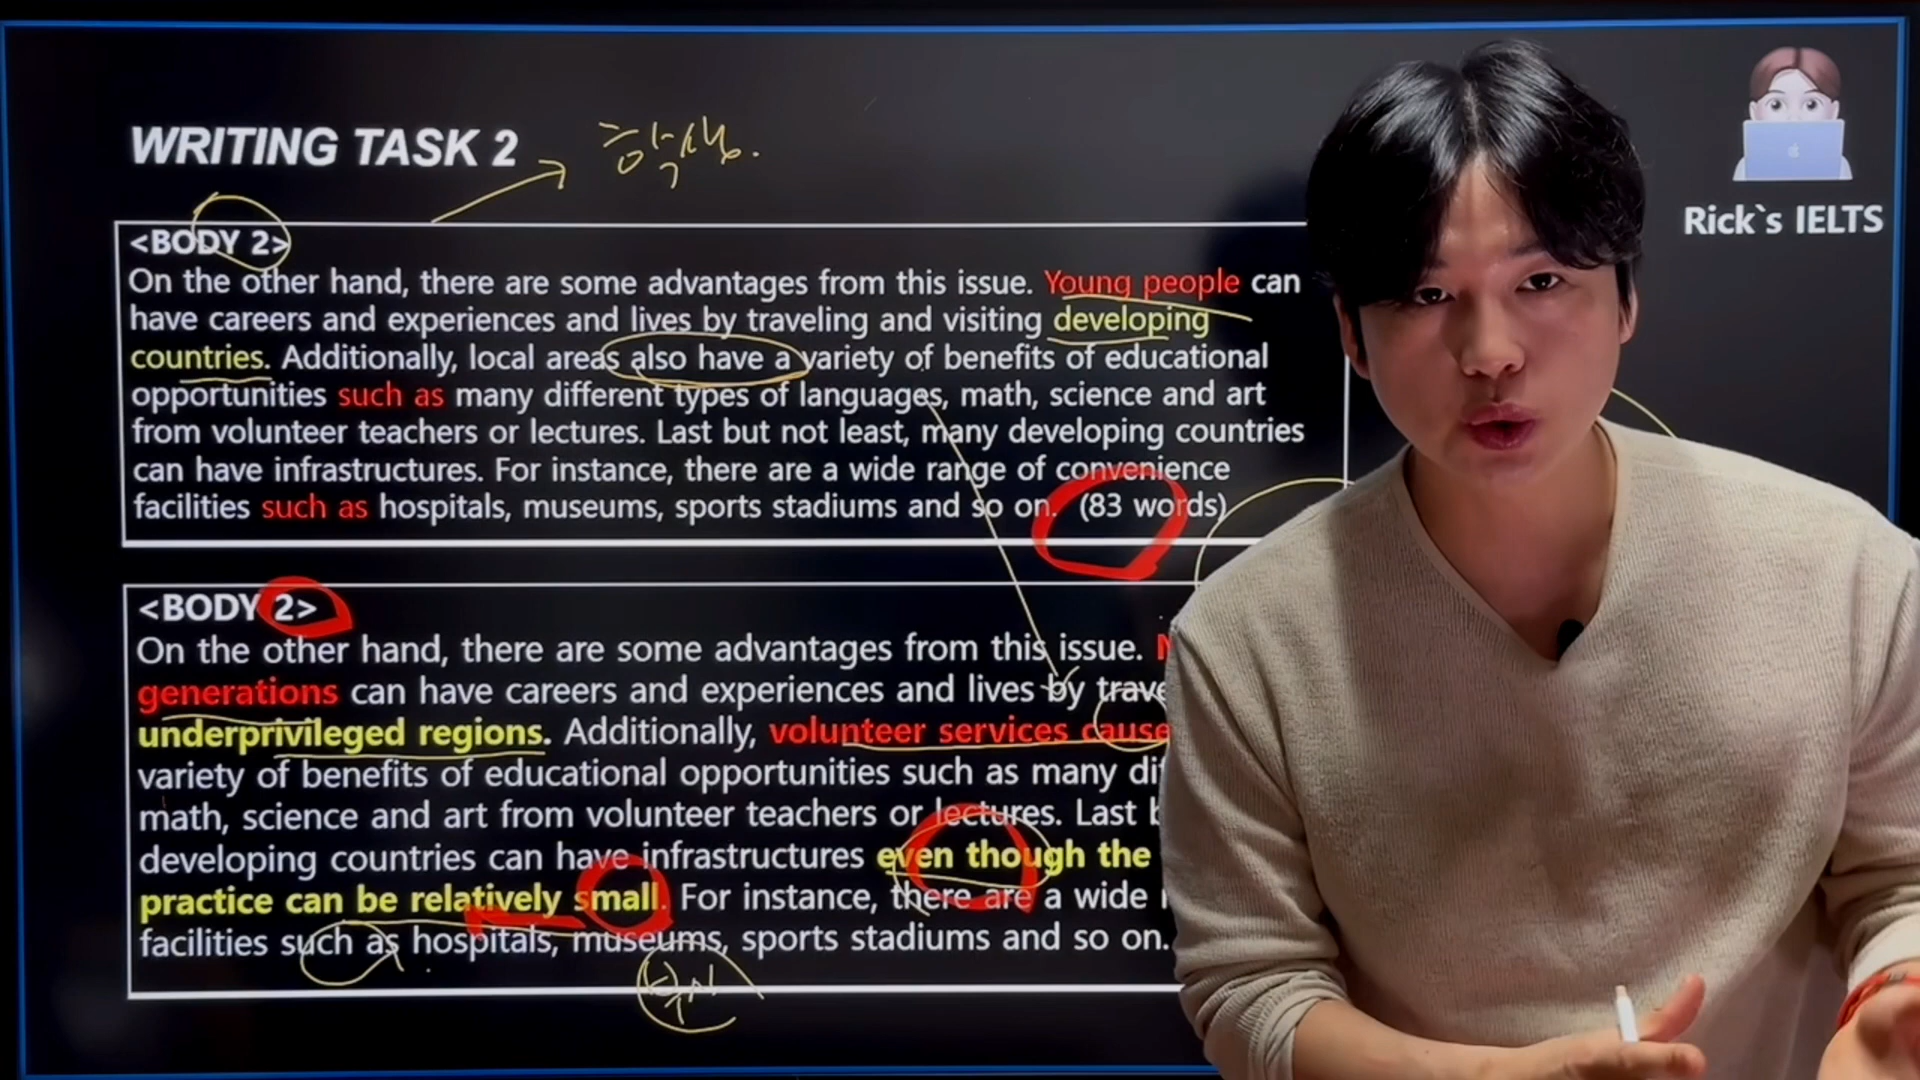 WRITING TASK 2
학생.
Rick`s IELTS
<BODY 2>
On the other hand, there are some advantages from this issue. Young people can
have careers and experiences and lives by traveling and visiting developing
countries. Additionally, local areas also have a variety of benefits of educational
opportunities such as many different types of languages, math, science and art
from volunteer teachers or lectures. Last but not least, many developing countries
can have infrastructures. For instance, there are a wide range of convenience
facilities such as hospitals, museums, sports stadiums and so on. (83 words)
<BODY 2>
On the other hand, there are some advantages from this issue.
generations can have careers and experiences and lives by
underprivileged regions. Additionally, volunteer services cause
variety of benefits of educational opportunities such as many
math, science and art from volunteer teachers or lectures. Last
developing countries can have infrastructures even though the
practice can be relatively small. For instance, there are a wide
facilities such as hospitals, museums, sports stadiums and so on.